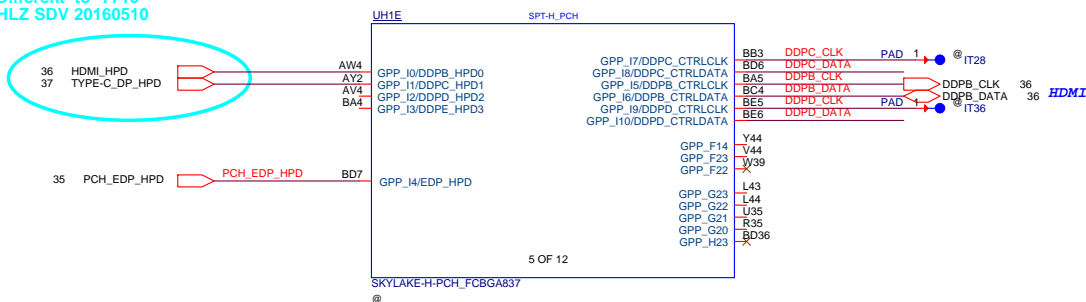 HLZ SDV 20160510
UH1E
SPT-H_PCH
36 HDMI_HPD
37 TYPE-C_DP_HPD
AW4
AY2
AV4
BA4
GPP_I0/DDPB_HPD0
GPP_I1/DDPC_HPD1
GPP_I2/DDPD_HPD2
GPP_I3/DDPE_HPD3
GPP_I7/DDPC_CTRLCLK
GPP_I8/DDPC_CTRLDATA
GPP_I5/DDPB_CTRLCLK
GPP_I6/DDPB_CTRLDATA
GPP_I9/DDPD_CTRLCLK
GPP_I10/DDPD_CTRLDATA
BB3 DDPC_CLK PAD 1 @ IT28
BD6 DDPC_DATA
BA5 DDPB_CLK DDPB_CLK 36
BC4 DDPB_DATA DDPB_DATA 36 HDMI
BE5 DDPD_CLK PAD 1 @ IT36
BE6 DDPD_DATA
GPP_F14 Y44
GPP_F23 V44
GPP_F22 W39
35 PCH_EDP_HPD PCH_EDP_HPD BD7 GPP_I4/EDP_HPD
GPP_G23 L43
GPP_G22 L44
GPP_G21 U35
GPP_G20 R35
GPP_H23 BD36
5 OF 12
SKYLAKE-H-PCH_FCBGA837
@